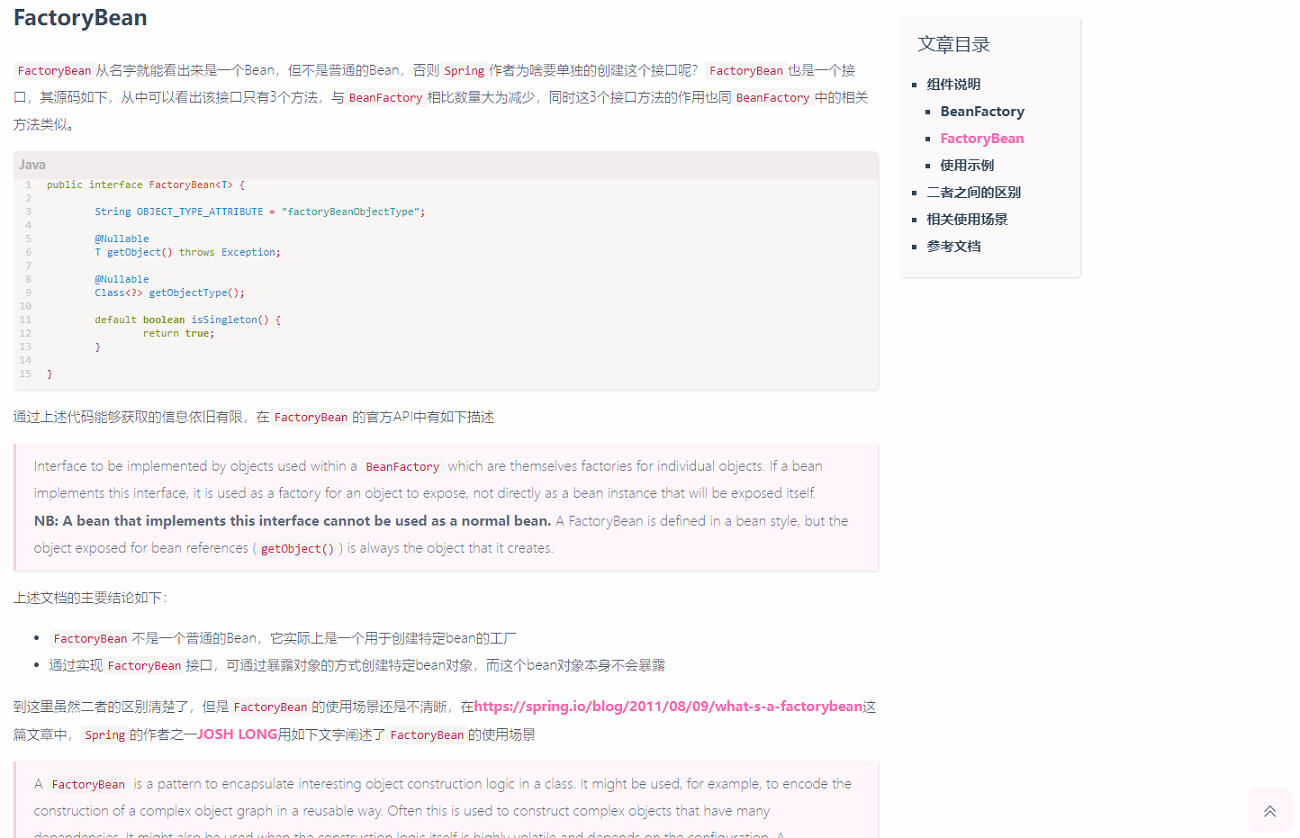 FactoryBean
FactoryBean 从名字就能看出来是一个Bean，但不是普通的Bean，否则 Spring 作者为啥要单独的创建这个接口呢？ FactoryBean 也是一个接
口，其源码如下，从中可以看出该接口只有3个方法，与 BeanFactory 相比数量大为减少，同时这3个接口方法的作用也同 BeanFactory 中的相关
方法类似。
Java
1 public interface FactoryBean<T> {
2
3 String OBJECT_TYPE_ATTRIBUTE = "factoryBeanObjectType";
4
5 @Nullable
6 T getObject() throws Exception;
7
8 @Nullable
9 Class<?> getObjectType();
10
11 default boolean isSingleton() {
12 return true;
13 }
14
15 }
通过上述代码能够获取的信息依旧有限，在 FactoryBean 的官方API中有如下描述
Interface to be implemented by objects used within a BeanFactory which are themselves factories for individual objects. If a bean
implements this interface, it is used as a factory for an object to expose, not directly as a bean instance that will be exposed itself.
NB: A bean that implements this interface cannot be used as a normal bean. A FactoryBean is defined in a bean style, but the
object exposed for bean references ( getObject() ) is always the object that it creates.
上述文档的主要结论如下：
• FactoryBean 不是一个普通的Bean，它实际上是一个用于创建特定bean的工厂
• 通过实现 FactoryBean 接口，可通过暴露对象的方式创建特定bean对象，而这个bean对象本身不会暴露
到这里虽然二者的区别清楚了，但是 FactoryBean 的使用场景还是不清晰，在https://spring.io/blog/2011/08/09/what-s-a-factorybean这
篇文章中， Spring 的作者之一JOSH LONG用如下文字阐述了 FactoryBean 的使用场景
A FactoryBean is a pattern to encapsulate interesting object construction logic in a class. It might be used, for example, to encode the
construction of a complex object graph in a reusable way. Often this is used to construct complex objects that have many
dependencies. It might also be used when the construction logic itself is highly volatile and depends on the configuration. A
文章目录
组件说明
BeanFactory
FactoryBean
使用示例
二者之间的区别
相关使用场景
参考文档